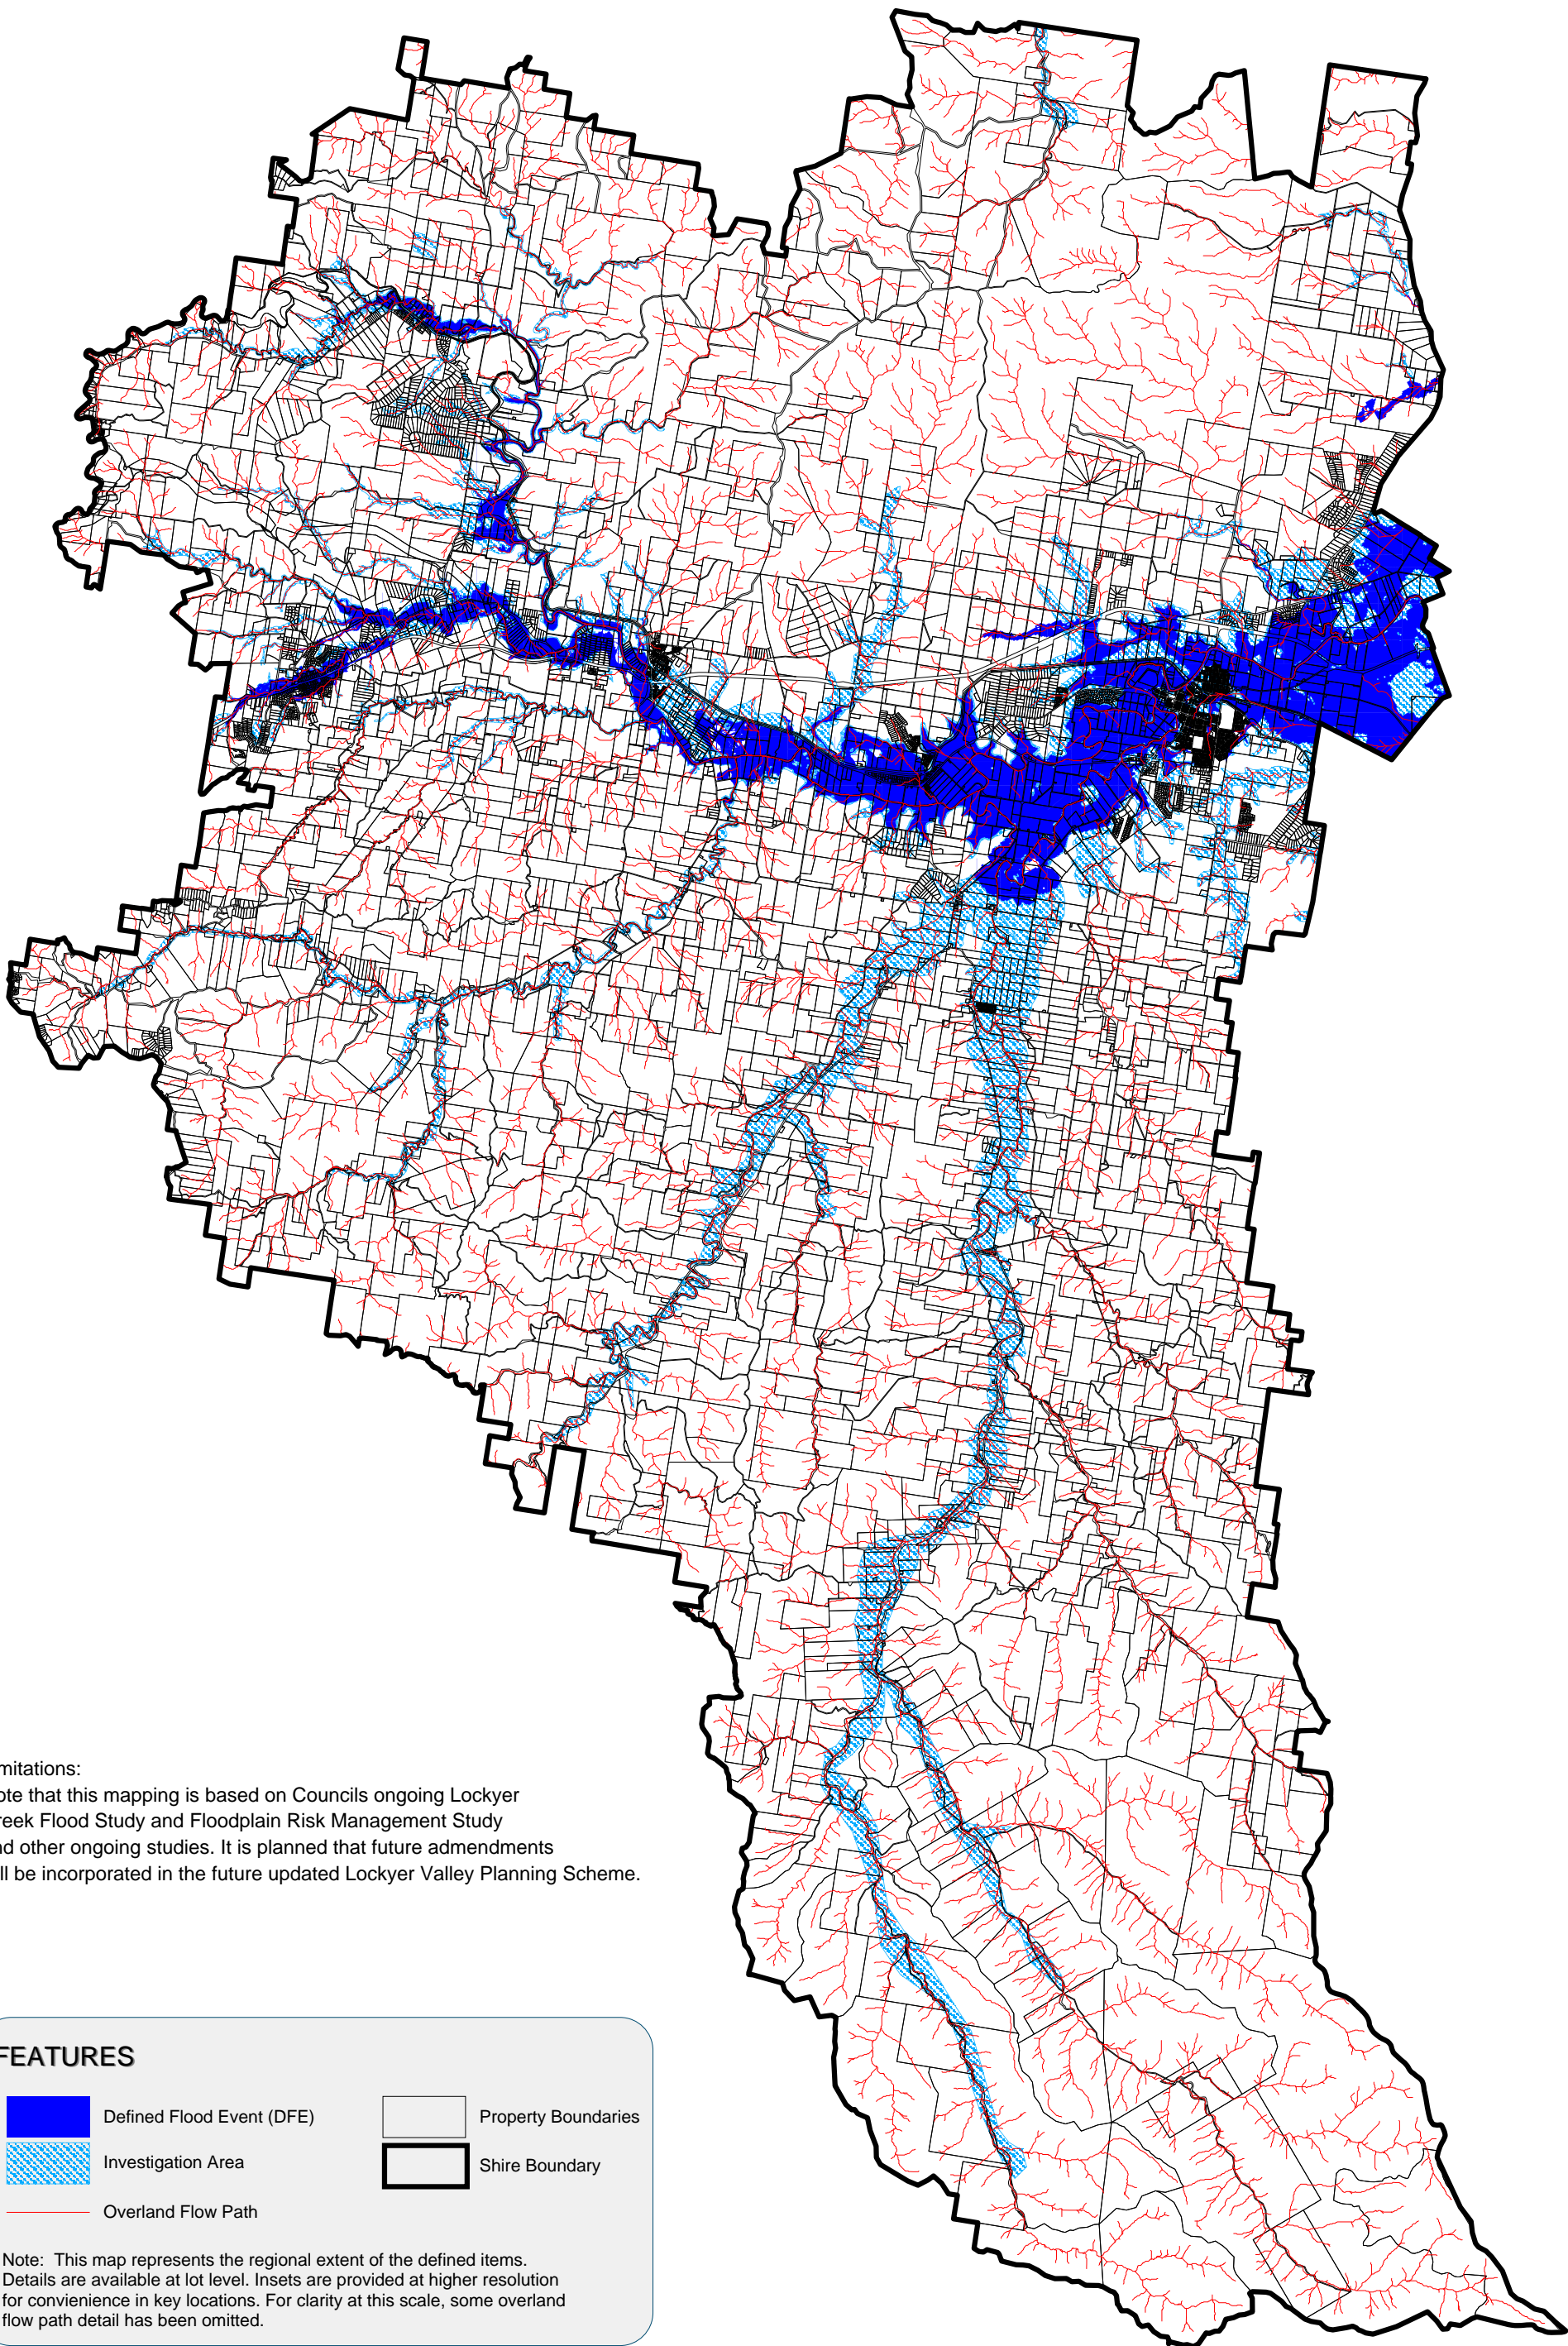 mitations:
ote that this mapping is based on Councils ongoing Lockyer
reek Flood Study and Floodplain Risk Management Study
nd other ongoing studies. It is planned that future admendments
ll be incorporated in the future updated Lockyer Valley Planning Scheme.
FEATURES
Defined Flood Event (DFE)
Property Boundaries
Investigation Area
Shire Boundary
Overland Flow Path
Note: This map represents the regional extent of the defined items.
Details are available at lot level. Insets are provided at higher resolution
for convienience in key locations. For clarity at this scale, some overland
flow path detail has been omitted.